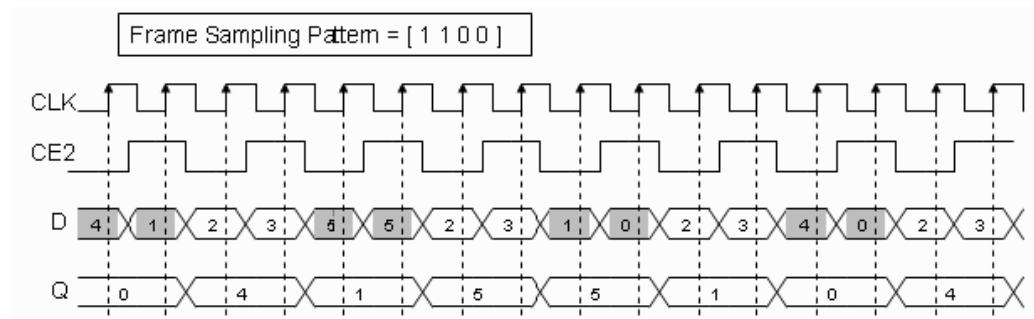 Frame Sampling Pattern = [ 1 1 0 0 ]
CLK
CE2
D 4 1 2 3 5 5 2 3 1 0 2 3 4 0 2 3
Q 0 4 1 5 5 1 0 4